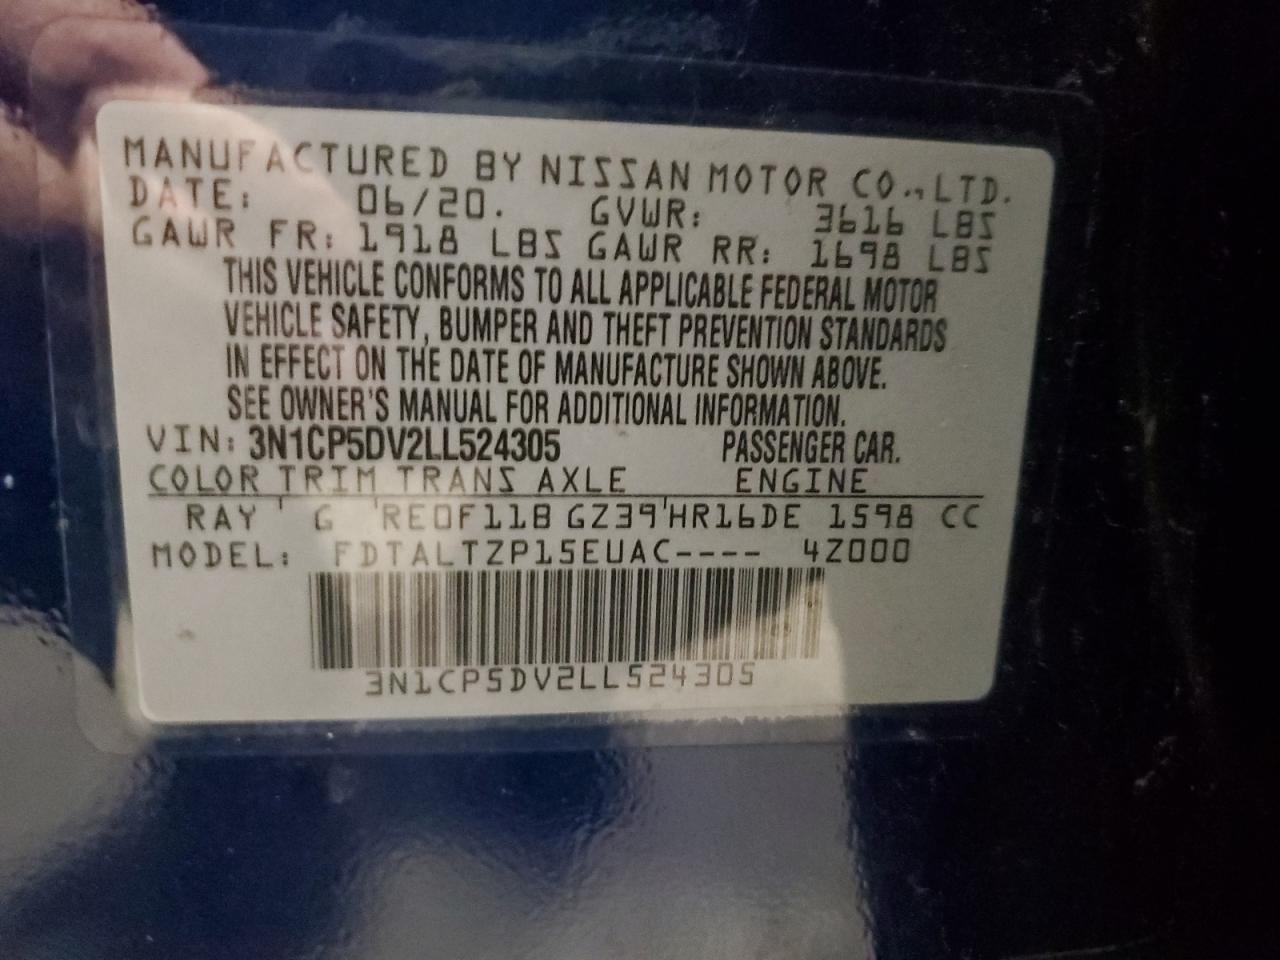 MANUFACTURED BY NISSAN MOTOR CO., LTD.
DATE: 06/20. GVWR: 3616 LBS
GAWR FR: 1918 LBS GAWR RR: 1698 LBS
THIS VEHICLE CONFORMS TO ALL APPLICABLE FEDERAL MOTOR
VEHICLE SAFETY, BUMPER AND THEFT PREVENTION STANDARDS
IN EFFECT ON THE DATE OF MANUFACTURE SHOWN ABOVE.
SEE OWNER'S MANUAL FOR ADDITIONAL INFORMATION.
VIN: 3N1CP5DV2LL524305 PASSENGER CAR.
COLOR TRIM TRANS AXLE ENGINE
RAY ' G 'RE0F11B GZ39'HR16DE 1598 CC
MODEL: FDTALTZP15EUAC---- 4Z000
3N1CP5DV2LL524305